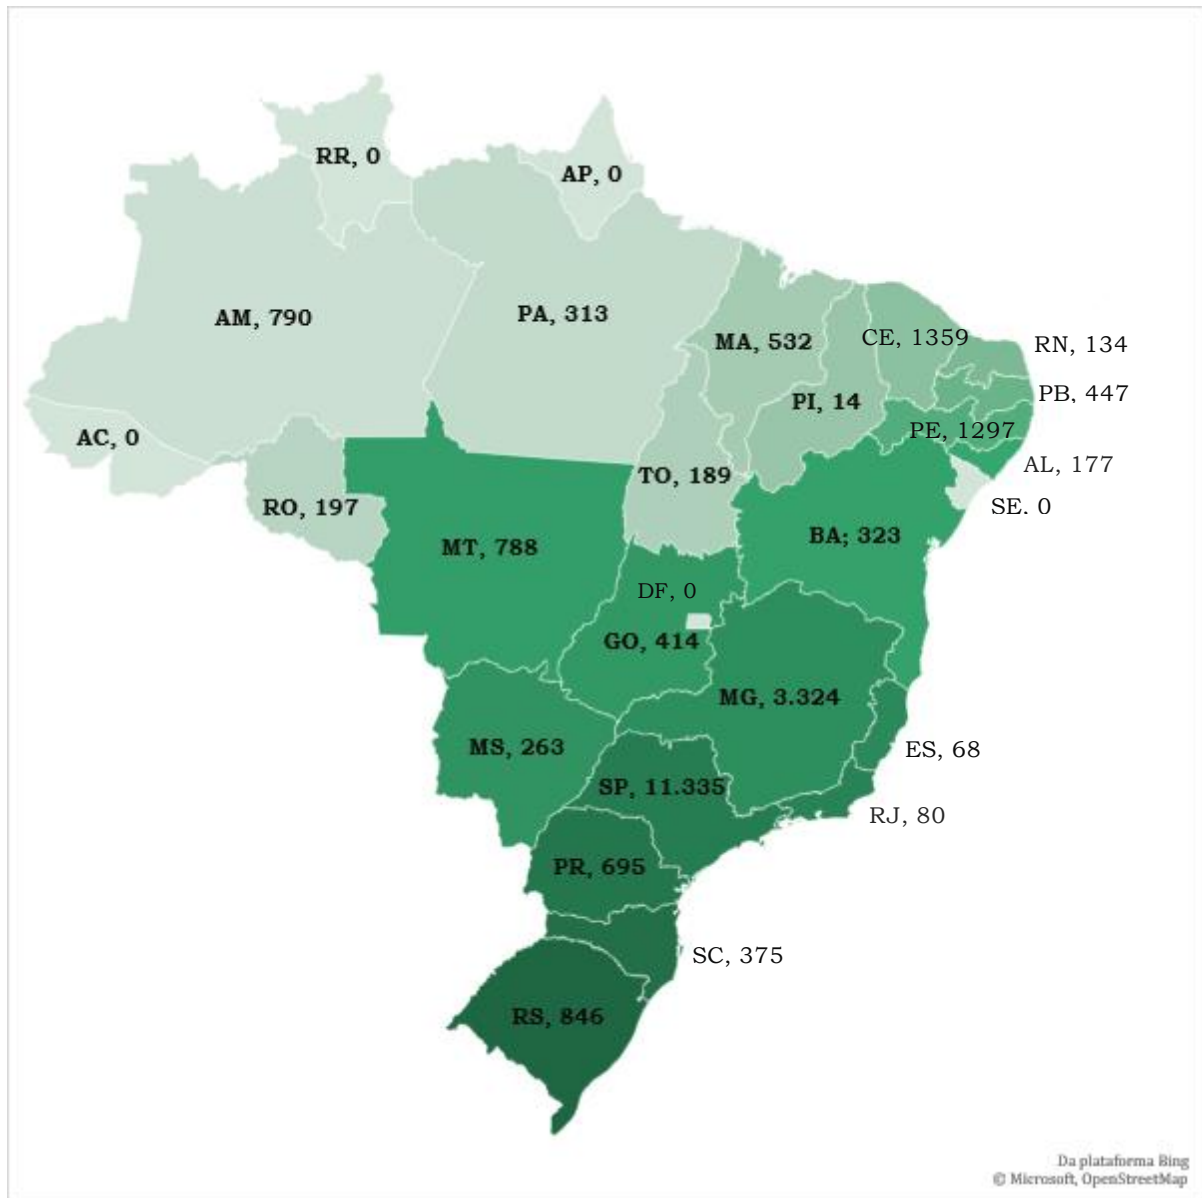 RR, 0
AP, 0
AM, 790
PA, 313
MA, 532
CE, 1359
RN, 134
PB, 447
PI, 14
PE, 1297
AC, 0
AL, 177
TO, 189
RO, 197
SE. 0
BA; 323
MT, 788
DF, 0
GO, 414
MG, 3.324
MS, 263
ES, 68
SP, 11.335
RJ, 80
PR, 695
SC, 375
RS, 846
Da plataforma Bing
© Microsoft, OpenStreetMap